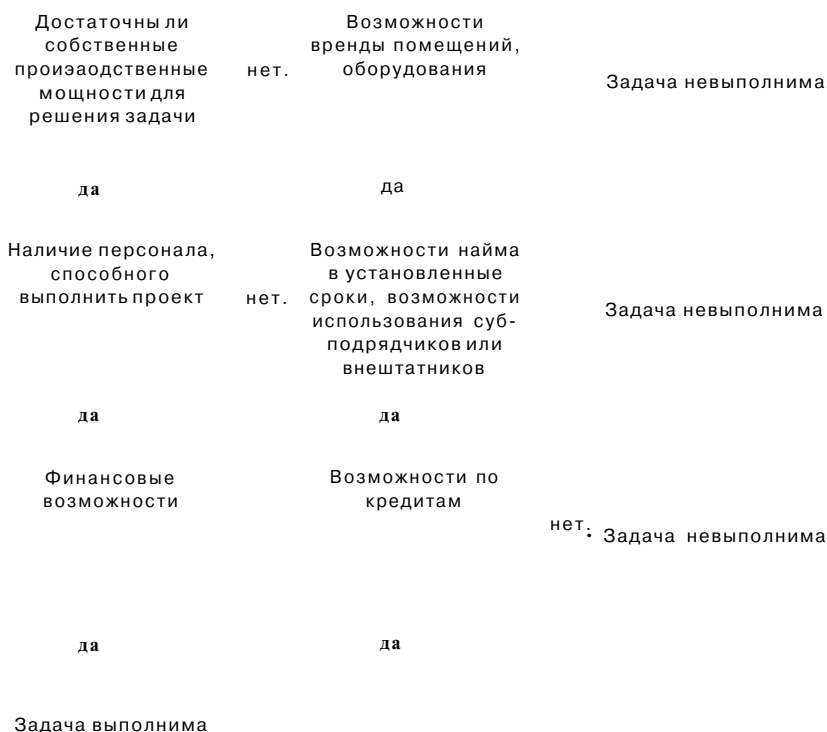 Достаточны ли
собственные
проиэаодственные
мощности для
решения задачи
нет.
Возможности
врeнды помещений,
оборудования
Задача невыполнима
да
да
Наличие персонала,
способного
выполнить проект
нет.
Возможности найма
в установленные
сроки, возможности
использования суб-
подрядчиков или
внештатников
Задача невыполнима
да
да
Финансовые
возможности
Возможности по
кредитам
нет.
Задача невыполнима
да
да
Задача выполнима